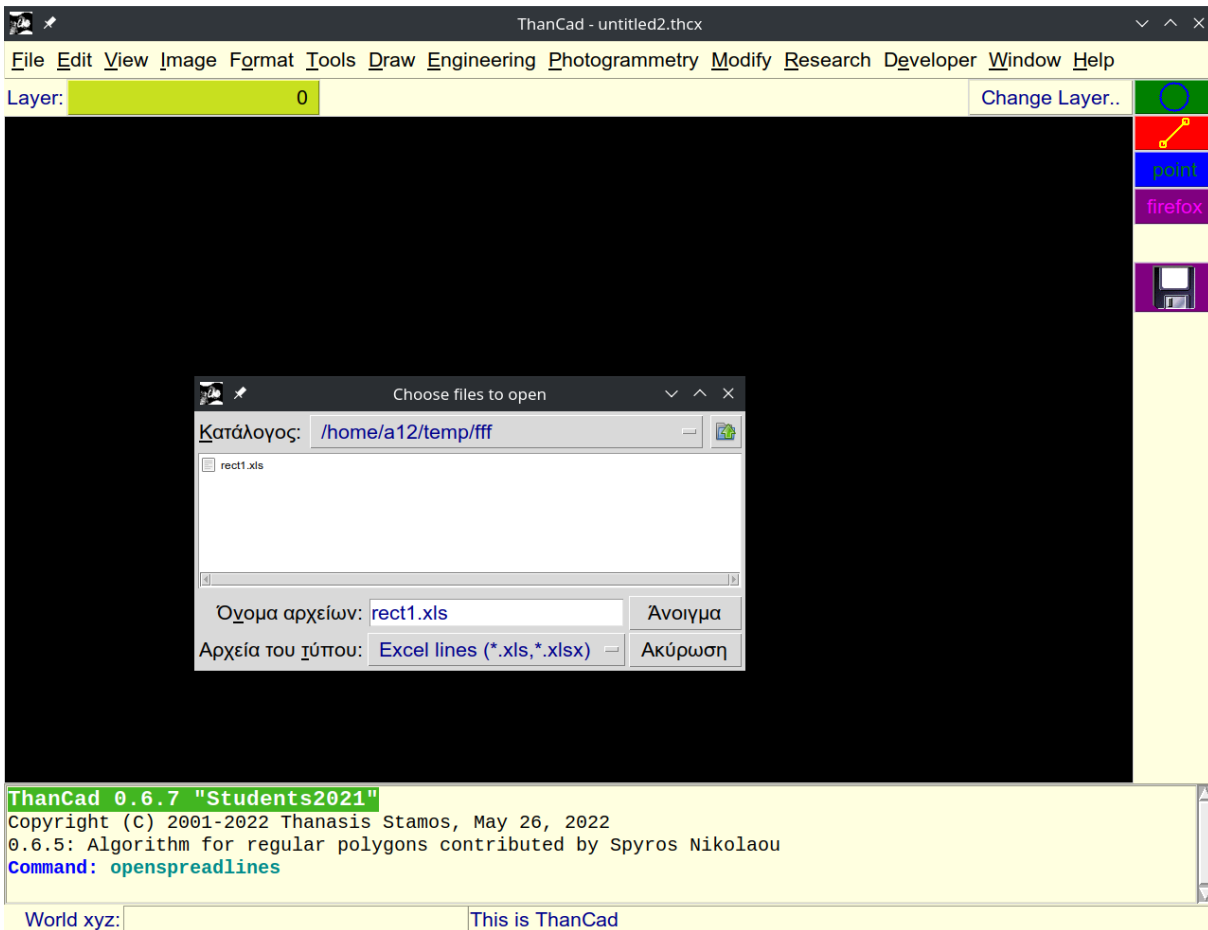 ThanCad - untitled2.thcx
File Edit View Image Format Tools Draw Engineering Photogrammetry Modify Research Developer Window Help
Layer: 0 Change Layer..
point
firefox
Choose files to open
Κατάλογος: /home/a12/temp/fff
rect1.xls
Όνομα αρχείων: rect1.xls Άνοιγμα
Αρχεία του τύπου: Excel lines (*.xls,*.xlsx) Ακύρωση
ThanCad 0.6.7 "Students2021"
Copyright (C) 2001-2022 Thanasis Stamos, May 26, 2022
0.6.5: Algorithm for regular polygons contributed by Spyros Nikolaou
Command: openspreadlines
World xyz: This is ThanCad